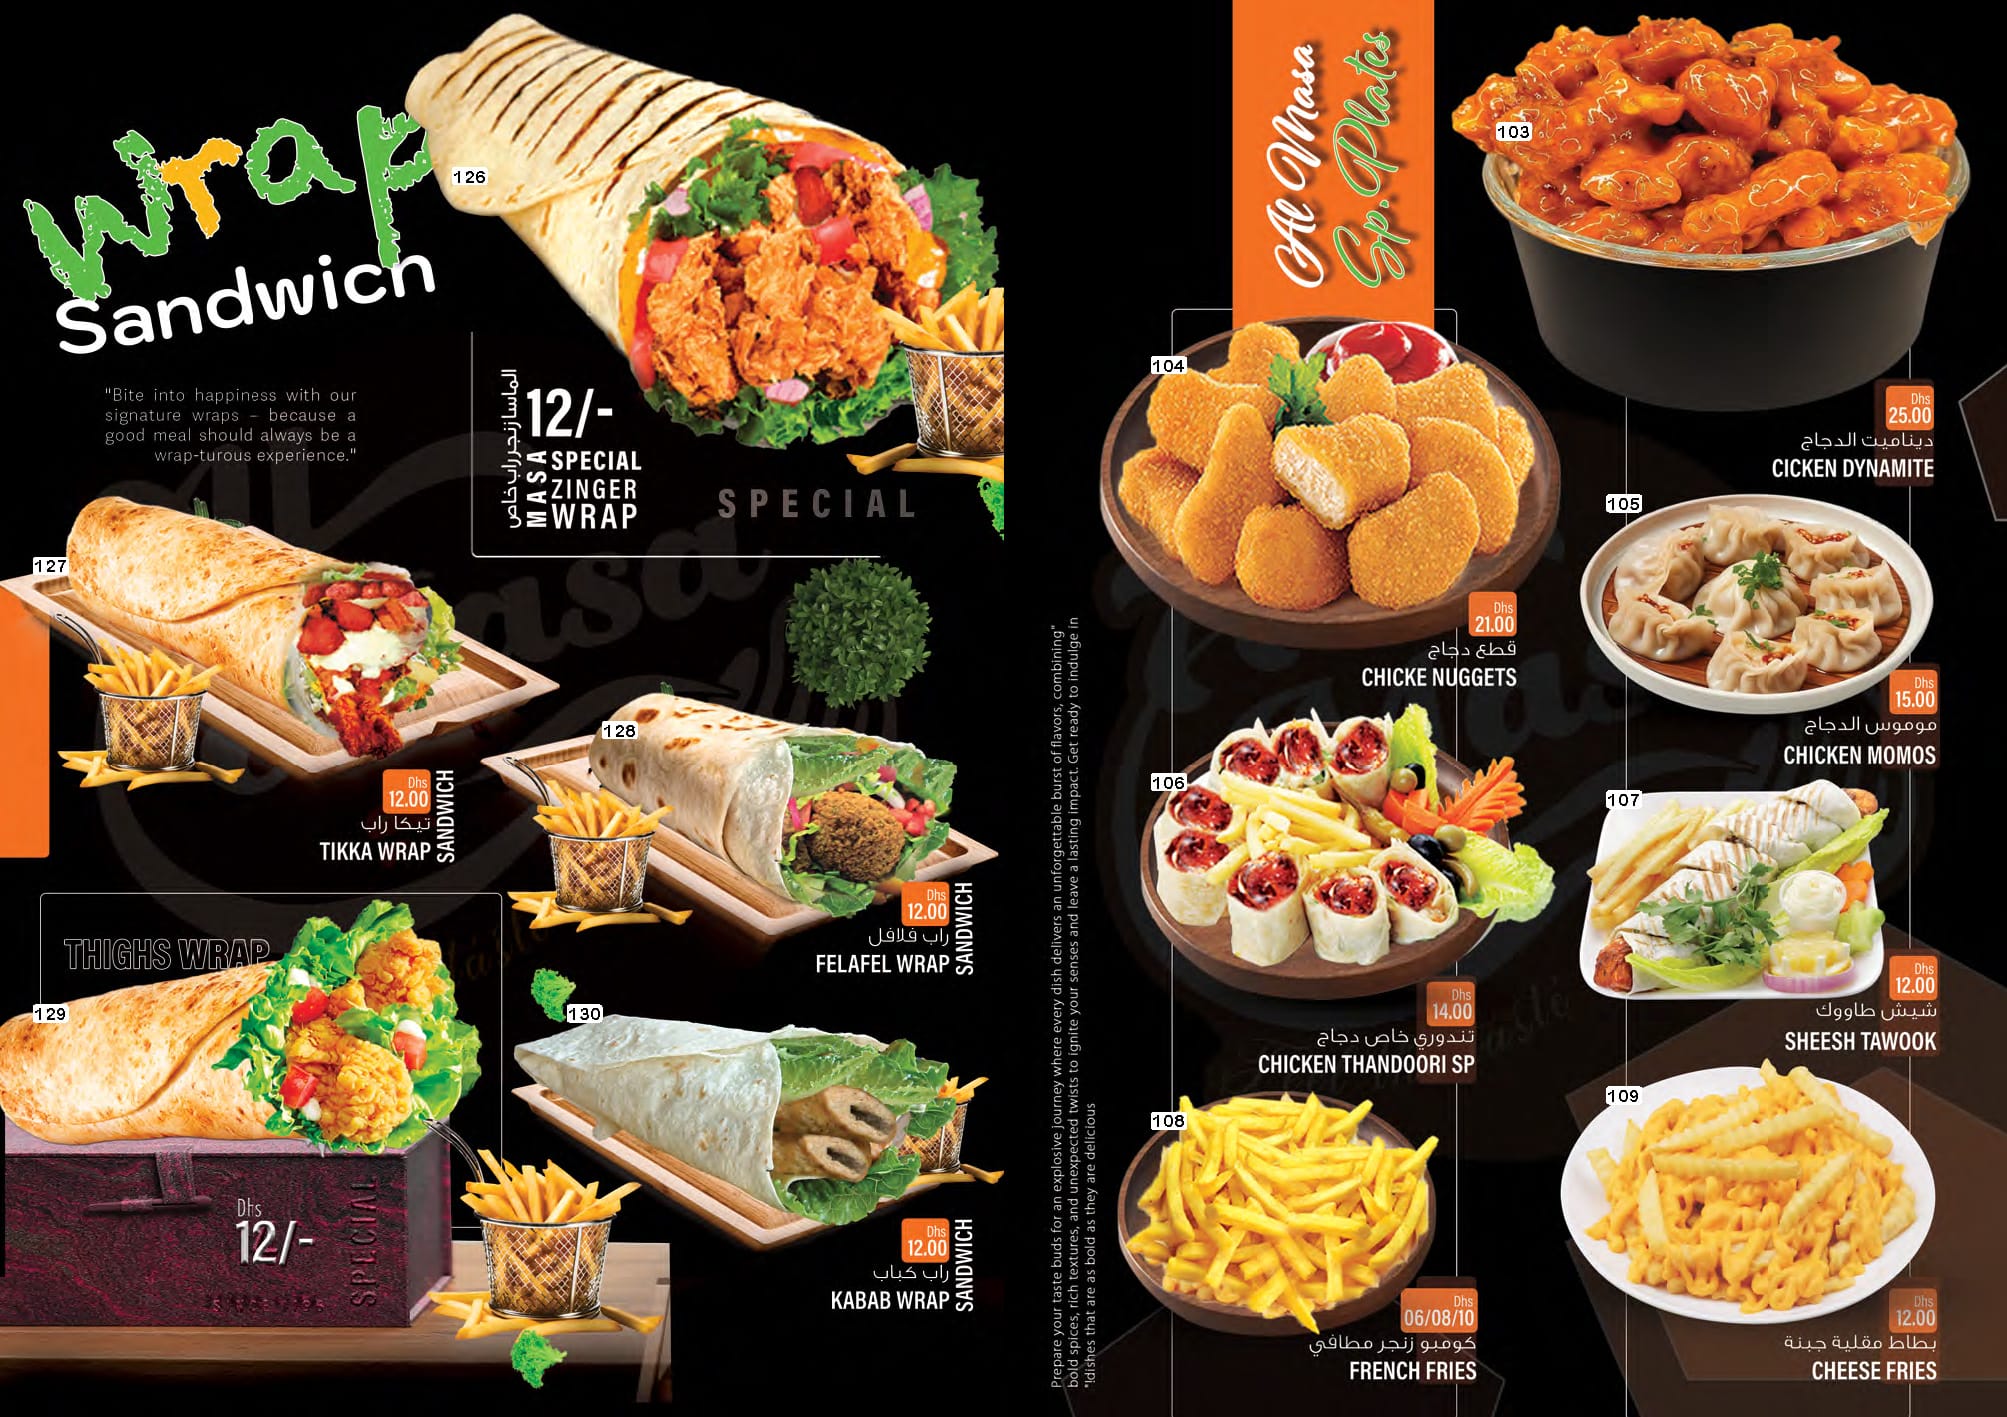 Wrap
Sandwich
"Bite into happiness with our
signature wraps – because a
good meal should always be a
wrap-turous experience."
126
الماسا زنجر راب خاص
12/-
MASA
SPECIAL
ZINGER
WRAP
SPECIAL
127
Dhs
12.00
تيكا راب
TIKKA WRAP
SANDWICH
128
Dhs
12.00
راب فلافل
FELAFEL WRAP
SANDWICH
THIGHS WRAP
129
Dhs
12/-
SPECIAL
130
Dhs
12.00
راب كباب
KABAB WRAP
SANDWICH
Al Masa
Sp. Plates
103
Dhs
25.00
ديناميت الدجاج
CICKEN DYNAMITE
104
Dhs
21.00
قطع دجاج
CHICKE NUGGETS
105
Dhs
15.00
موموس الدجاج
CHICKEN MOMOS
106
Dhs
14.00
تندوري خاص دجاج
CHICKEN THANDOORI SP
107
Dhs
12.00
شيش طاووك
SHEESH TAWOOK
108
Dhs
06/08/10
كومبو زنجر مطافي
FRENCH FRIES
109
Dhs
12.00
بطاط مقلية جبنة
CHEESE FRIES
Prepare your taste buds for an explosive journey where every dish delivers an unforgettable burst of flavors, combining"
bold spices, rich textures, and unexpected twists to ignite your senses and leave a lasting impact. Get ready to indulge in
"!dishes that are as bold as they are delicious